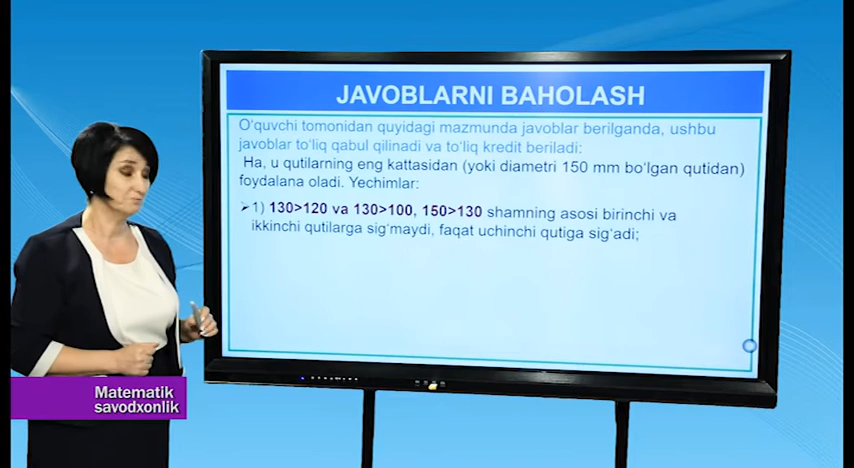 JAVOBLARNI BAHOLASH
O‘quvchi tomonidan quyidagi mazmunda javoblar berilganda, ushbu
javoblar to‘liq qabul qilinadi va to‘liq kredit beriladi:
Ha, u qutilarning eng kattasidan (yoki diametri 150 mm bo‘lgan qutidan)
foydalana oladi. Yechimlar:
➢1) 130>120 va 130>100, 150>130 shamning asosi birinchi va
ikkinchi qutilarga sig‘maydi, faqat uchinchi qutiga sig‘adi;
Matematik
savodxonlik